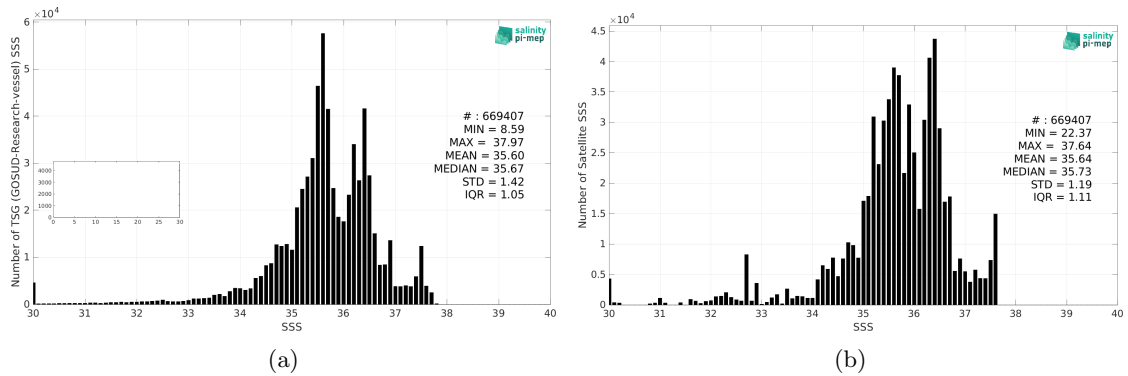 ×10⁴
6
5
4
3
2
1
0
Number of TSG (GOSUD-Research-vessel) SSS
salinity
pi-mep
# : 669407
MIN = 8.59
MAX = 37.97
MEAN = 35.60
MEDIAN = 35.67
STD = 1.42
IQR = 1.05
4000
3000
2000
1000
0
0 5 10 15 20 25 30
30 31 32 33 34 35 36 37 38 39 40
SSS
(a)
×10⁴
4.5
4
3.5
3
2.5
2
1.5
1
0.5
0
Number of Satellite SSS
salinity
pi-mep
# : 669407
MIN = 22.37
MAX = 37.64
MEAN = 35.64
MEDIAN = 35.73
STD = 1.19
IQR = 1.11
30 31 32 33 34 35 36 37 38 39 40
SSS
(b)